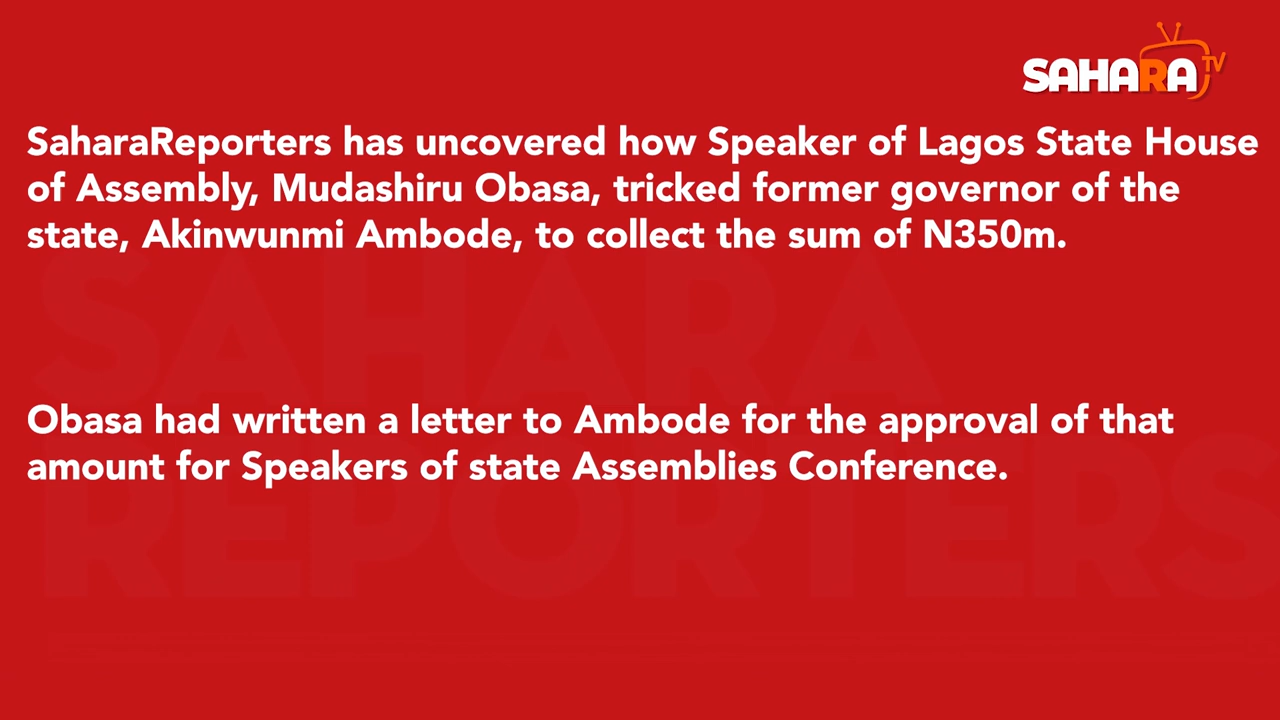 SAHARA TV
SaharaReporters has uncovered how Speaker of Lagos State House
of Assembly, Mudashiru Obasa, tricked former governor of the
state, Akinwunmi Ambode, to collect the sum of N350m.
Obasa had written a letter to Ambode for the approval of that
amount for Speakers of state Assemblies Conference.
SAHARA
REPORTERS